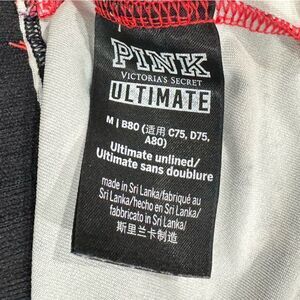 PINK
VICTORIA'S SECRET
ULTIMATE
M | B80 (适用 C75, D75,
A80)
Ultimate unlined/
Ultimate sans doublure
made in Sri Lanka/fabriqué au
Sri Lanka/hecho en Sri Lanka/
fabbricato in Sri Lanka/
斯里兰卡制造